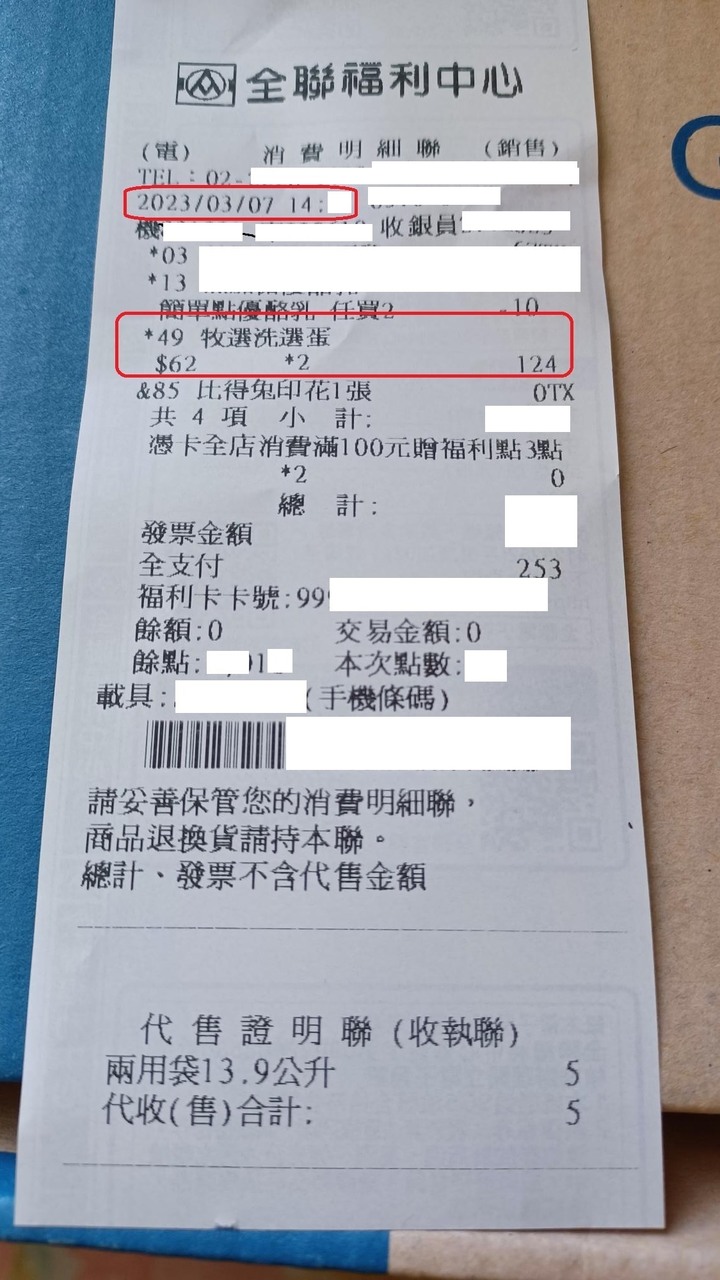 全聯福利中心
(電) 消費明細聯 (銷售)
TEL:02-
2023/03/07 14:
機 收銀員
*03
*13
簡單點優酪乳 任買2 -10
*49 牧選洗選蛋
$62 *2 124
&85 比得兔印花1張 0TX
共 4 項 小 計:
憑卡全店消費滿100元贈福利點3點
*2 0
總 計:
發票金額
全支付 253
福利卡卡號:99
餘額:0 交易金額:0
餘點: 本次點數:
載具: (手機條碼)
請妥善保管您的消費明細聯,
商品退換貨請持本聯。
總計、發票不含代售金額
代售證明聯(收執聯)
兩用袋13.9公升 5
代收(售)合計: 5